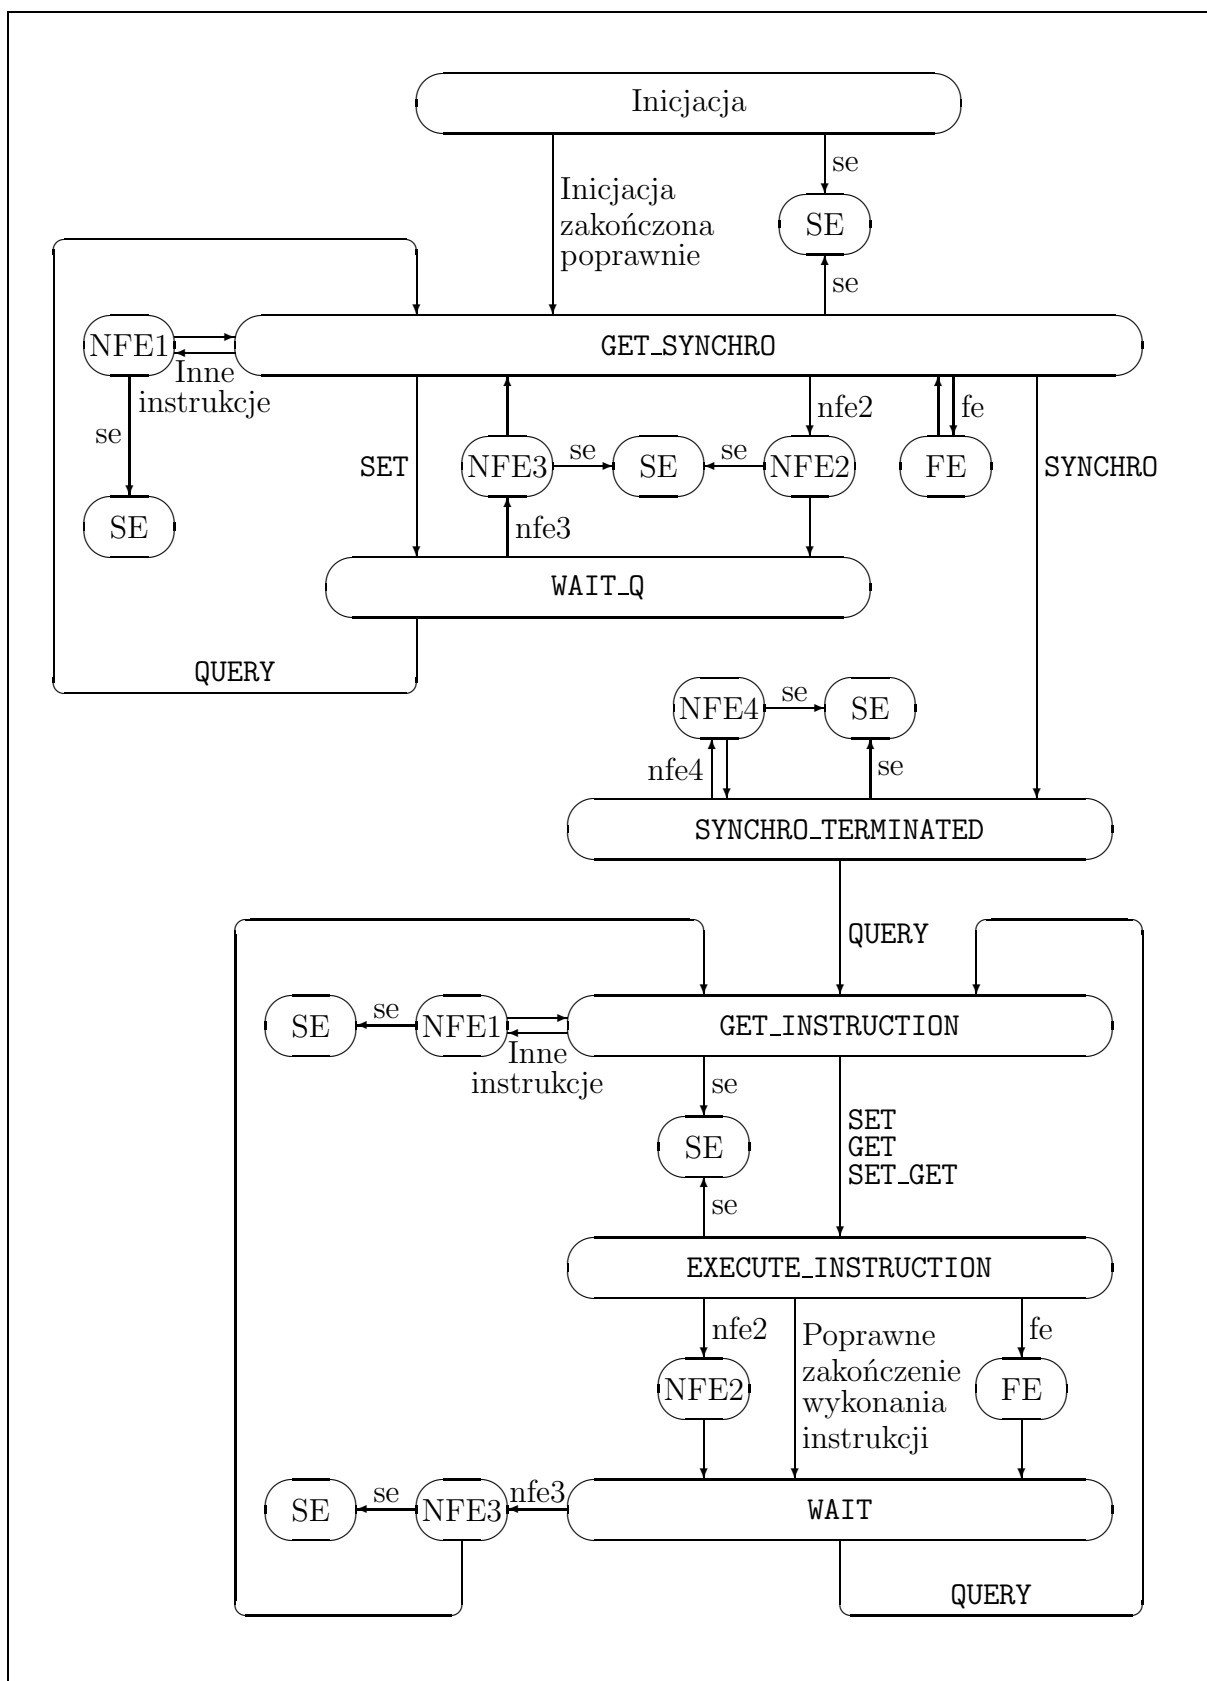 Inicjacja
se
Inicjacja
zakończona
poprawnie
SE
se
NFE1
GET_SYNCHRO
Inne
instrukcje
se
nfe2
fe
SET
NFE3
se
SE
se
NFE2
FE
SYNCHRO
SE
nfe3
WAIT_Q
QUERY
NFE4
se
SE
nfe4
se
SYNCHRO_TERMINATED
QUERY
SE
se
NFE1
GET_INSTRUCTION
Inne
instrukcje
se
SET
GET
SET_GET
SE
se
EXECUTE_INSTRUCTION
nfe2
Poprawne
zakończenie
wykonania
instrukcji
fe
NFE2
FE
SE
se
NFE3
nfe3
WAIT
QUERY